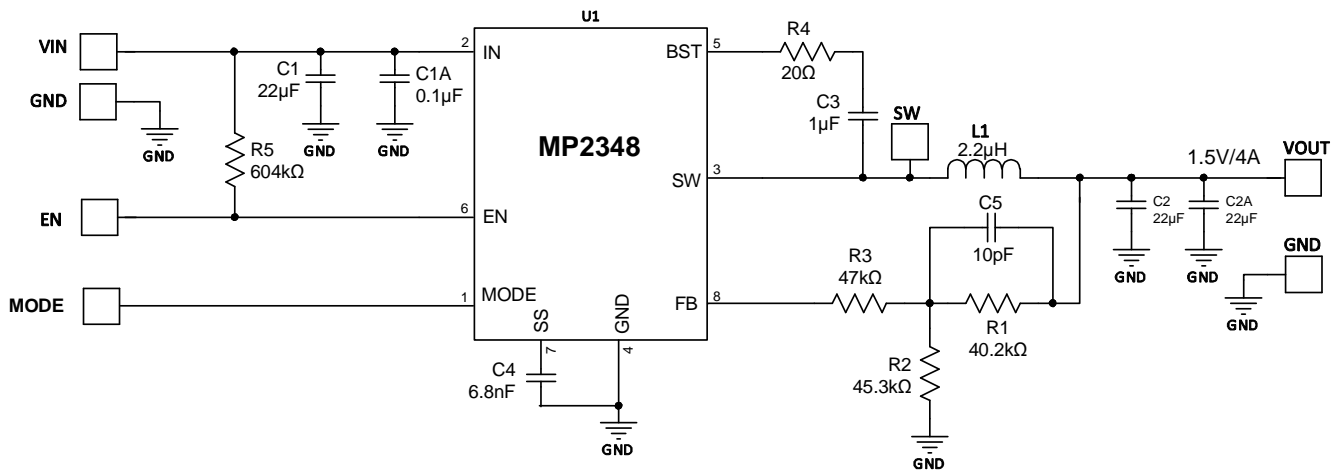 U1
VIN
2
IN
C1
22µF
C1A
0.1µF
GND
GND
GND
GND
R5
604kΩ
EN
6
EN
MODE
1
MODE
MP2348
BST
5
R4
20Ω
C3
1µF
SW
SW
3
L1
2.2µH
1.5V/4A
VOUT
C2
22µF
C2A
22µF
GND
GND
GND
GND
C5
10pF
R3
47kΩ
FB
8
R1
40.2kΩ
R2
45.3kΩ
GND
SS
7
GND
4
C4
6.8nF
GND